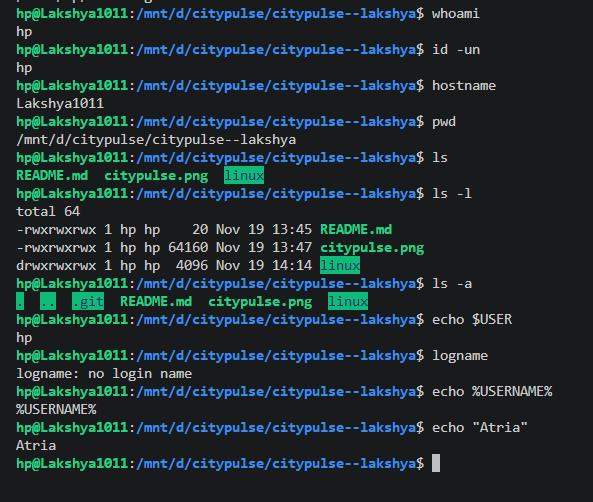 hp@Lakshya1011:/mnt/d/citypulse/citypulse--lakshya$ whoami
hp
hp@Lakshya1011:/mnt/d/citypulse/citypulse--lakshya$ id -un
hp
hp@Lakshya1011:/mnt/d/citypulse/citypulse--lakshya$ hostname
Lakshya1011
hp@Lakshya1011:/mnt/d/citypulse/citypulse--lakshya$ pwd
/mnt/d/citypulse/citypulse--lakshya
hp@Lakshya1011:/mnt/d/citypulse/citypulse--lakshya$ ls
README.md  citypulse.png  linux
hp@Lakshya1011:/mnt/d/citypulse/citypulse--lakshya$ ls -l
total 64
-rwxrwxrwx 1 hp hp    20 Nov 19 13:45 README.md
-rwxrwxrwx 1 hp hp 64160 Nov 19 13:47 citypulse.png
drwxrwxrwx 1 hp hp  4096 Nov 19 14:14 linux
hp@Lakshya1011:/mnt/d/citypulse/citypulse--lakshya$ ls -a
.  ..  .git  README.md  citypulse.png  linux
hp@Lakshya1011:/mnt/d/citypulse/citypulse--lakshya$ echo $USER
hp
hp@Lakshya1011:/mnt/d/citypulse/citypulse--lakshya$ logname
logname: no login name
hp@Lakshya1011:/mnt/d/citypulse/citypulse--lakshya$ echo %USERNAME%
%USERNAME%
hp@Lakshya1011:/mnt/d/citypulse/citypulse--lakshya$ echo "Atria"
Atria
hp@Lakshya1011:/mnt/d/citypulse/citypulse--lakshya$